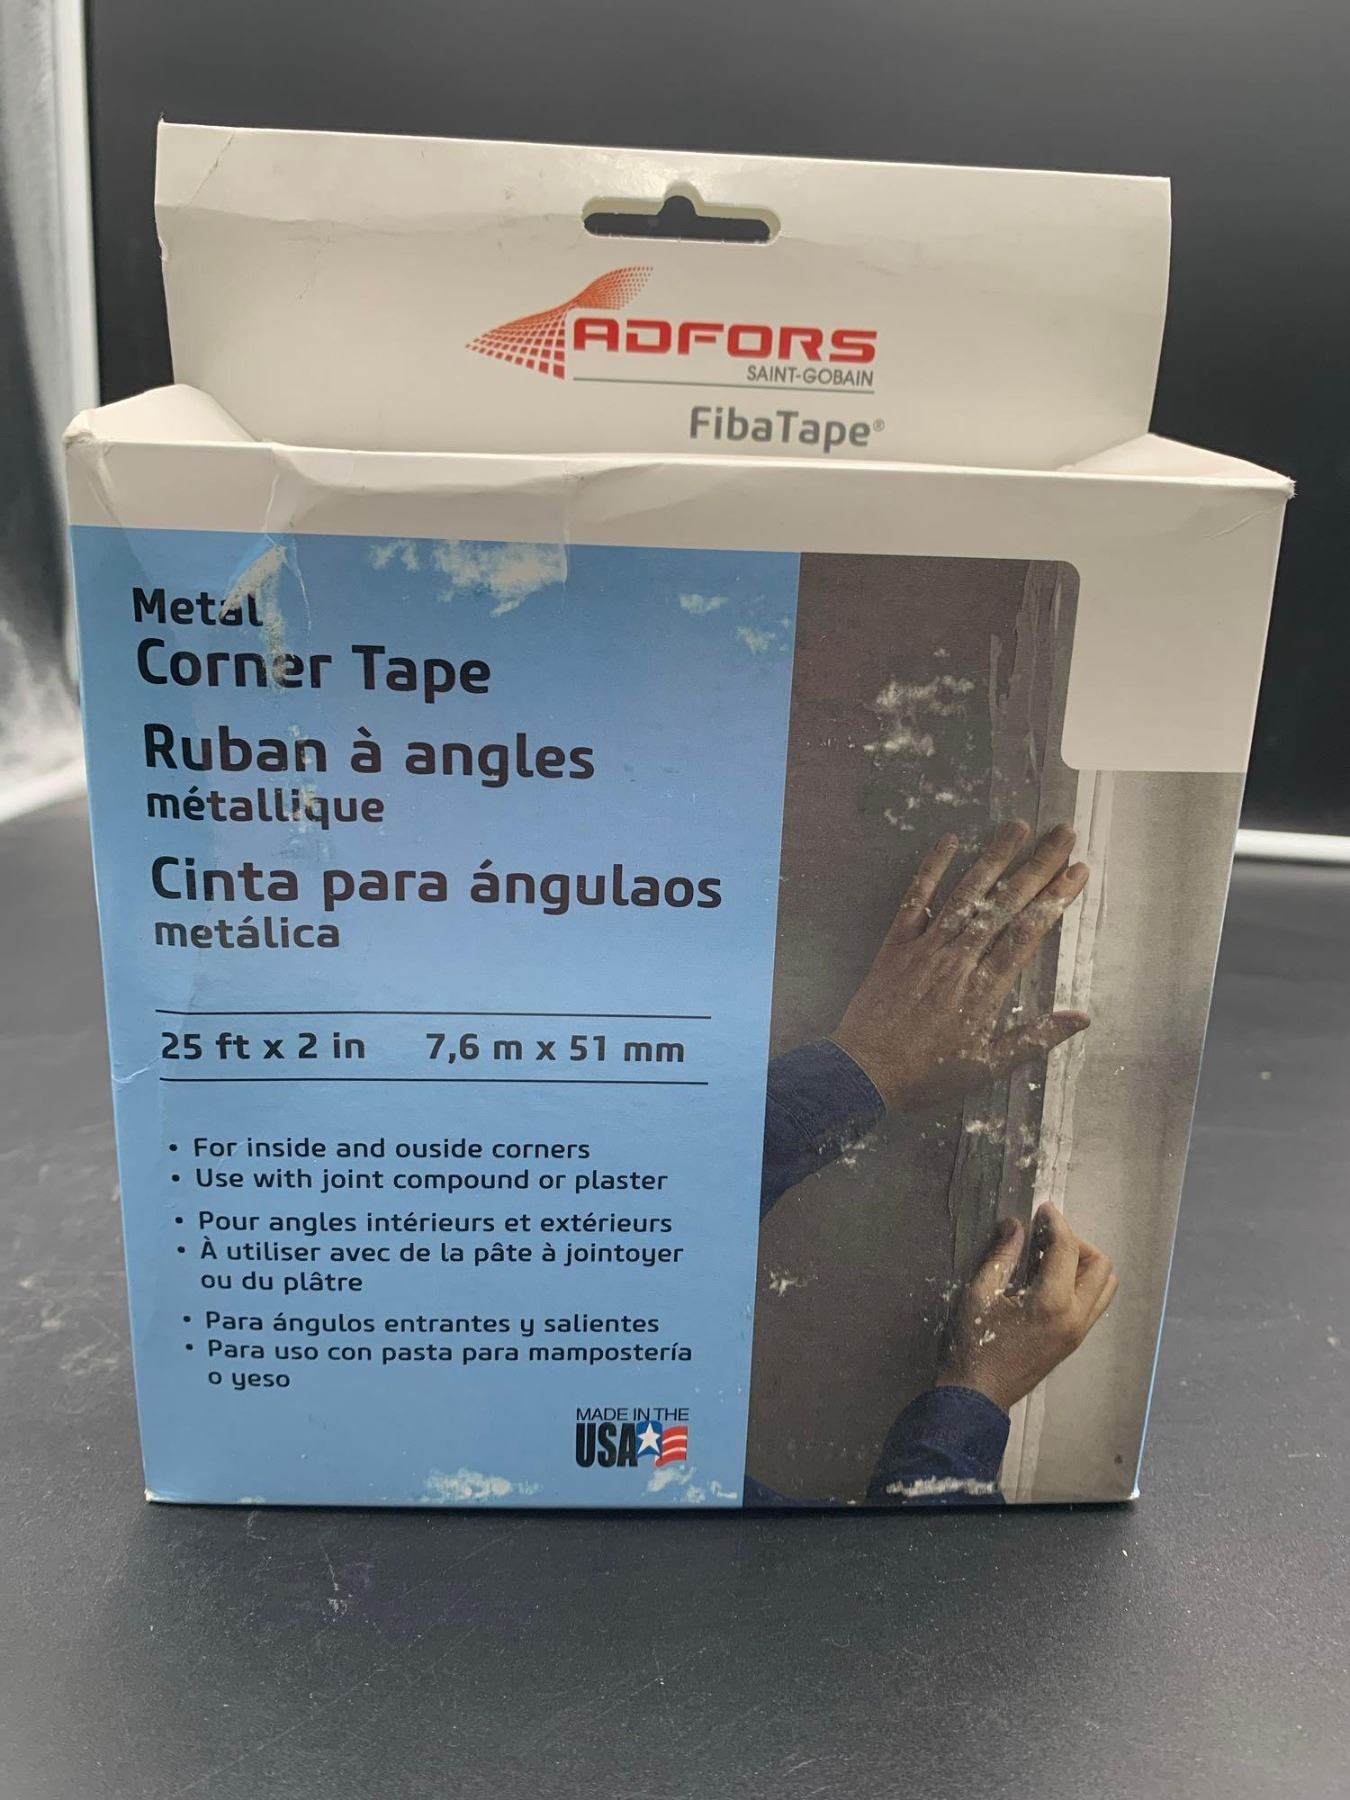 ADFORS
SAINT-GOBAIN
FibaTape®
Metal
Corner Tape
Ruban à angles
métallique
Cinta para ángulaos
metálica
25 ft x 2 in 7,6 m x 51 mm
• For inside and ouside corners
• Use with joint compound or plaster
• Pour angles intérieurs et extérieurs
• À utiliser avec de la pâte à jointoyer
ou du plâtre
• Para ángulos entrantes y salientes
• Para uso con pasta para mampostería
o yeso
MADE IN THE
USA